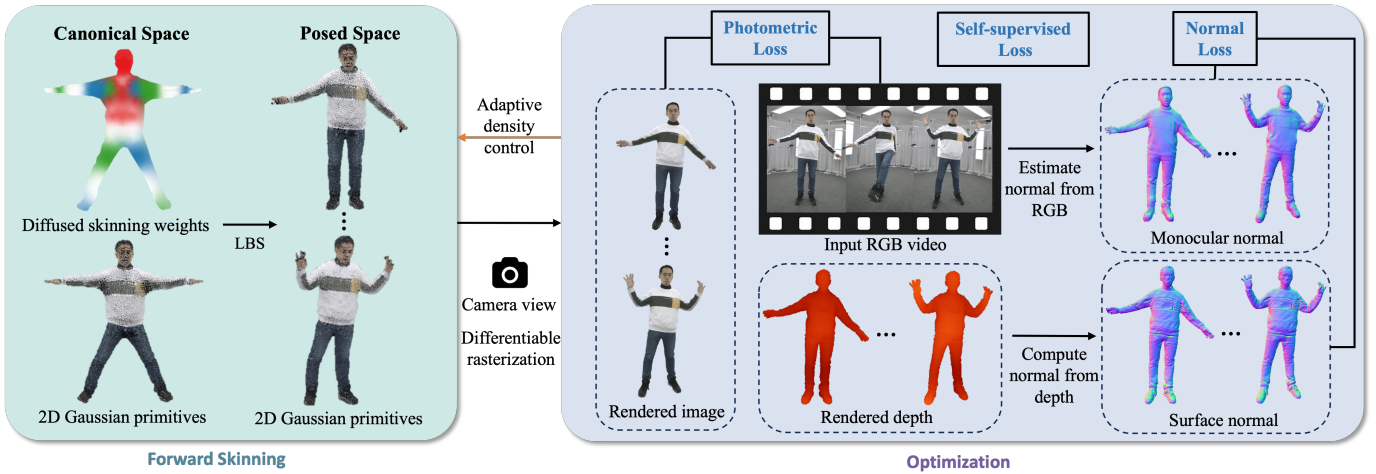 Canonical Space
Posed Space
Diffused skinning weights
LBS
2D Gaussian primitives
2D Gaussian primitives
Forward Skinning
Adaptive
density
control
Camera view
Differentiable
rasterization
Photometric
Loss
Self-supervised
Loss
Normal
Loss
Input RGB video
Estimate
normal from
RGB
Monocular normal
Rendered image
Rendered depth
Compute
normal from
depth
Surface normal
Optimization